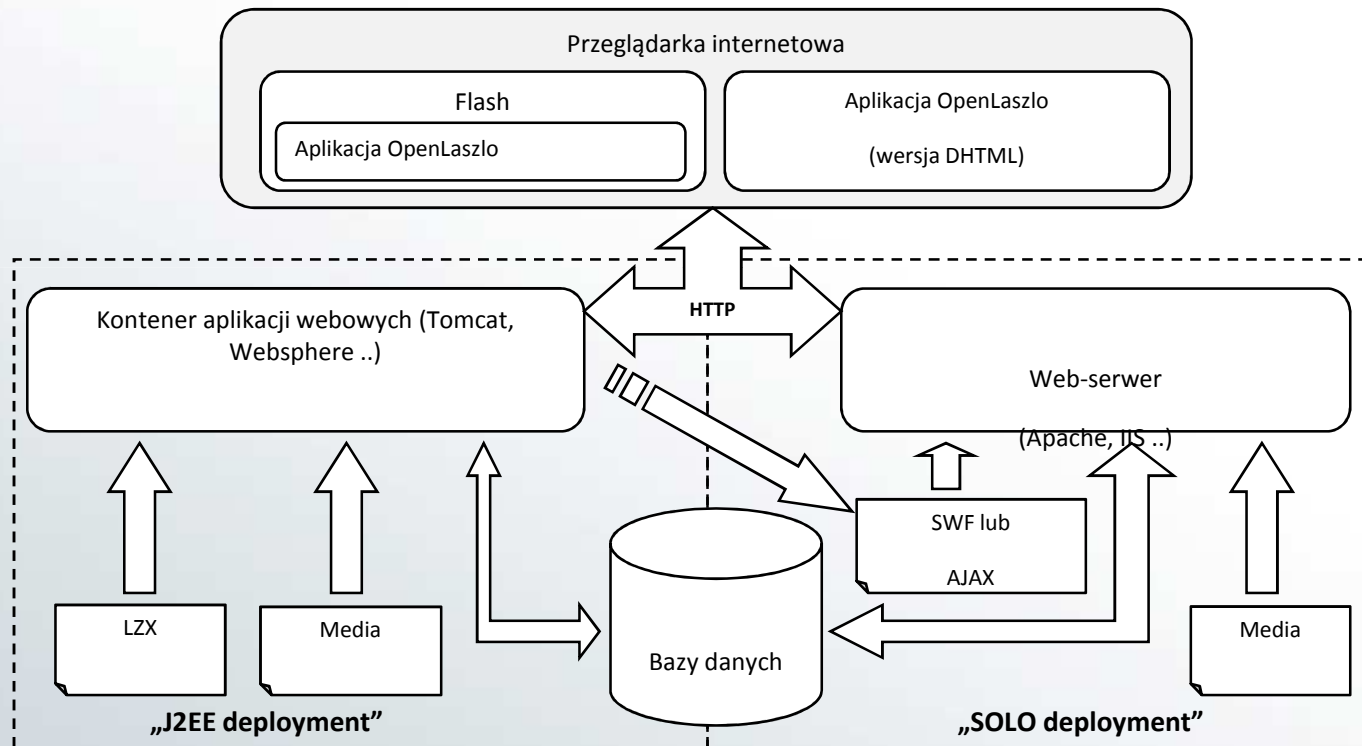 Przeglądarka internetowa
Flash
Aplikacja OpenLaszlo
Aplikacja OpenLaszlo
(wersja DHTML)
HTTP
Kontener aplikacji webowych (Tomcat,
Websphere ..)
Web-serwer
(Apache, IIS ..)
SWF lub
AJAX
LZX
Media
Bazy danych
Media
„J2EE deployment”
„SOLO deployment”